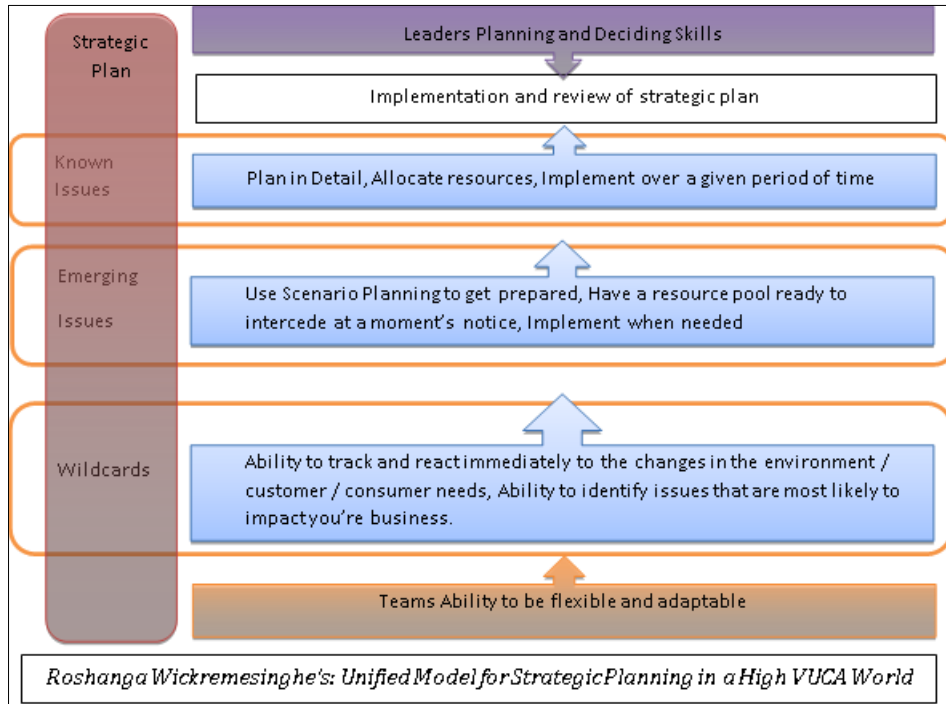 Strategic
Plan
Leaders Planning and Deciding Skills
Implementation and review of strategic plan
Known
Issues
Plan in Detail, Allocate resources, Implement over a given period of time
Emerging
Issues
Use Scenario Planning to get prepared, Have a resource pool ready to
intercede at a moment's notice, Implement when needed
Wildcards
Ability to track and react immediately to the changes in the environment /
customer / consumer needs, Ability to identify issues that are most likely to
impact you're business.
Teams Ability to be flexible and adaptable
Roshanga Wickremesinghe's: Unified Model for Strategic Planning in a High VUCA World